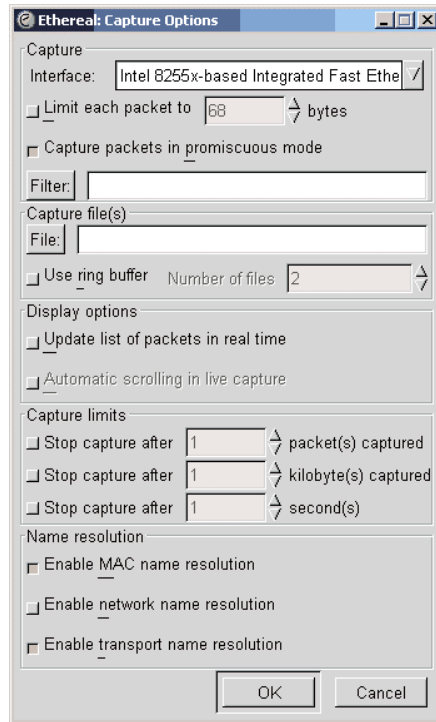 Ethereal: Capture Options
Capture
Interface: Intel 8255x-based Integrated Fast Ethe
Limit each packet to 68 bytes
Capture packets in promiscuous mode
Filter:
Capture file(s)
File:
Use ring buffer Number of files 2
Display options
Update list of packets in real time
Automatic scrolling in live capture
Capture limits
Stop capture after 1 packet(s) captured
Stop capture after 1 kilobyte(s) captured
Stop capture after 1 second(s)
Name resolution
Enable MAC name resolution
Enable network name resolution
Enable transport name resolution
OK Cancel